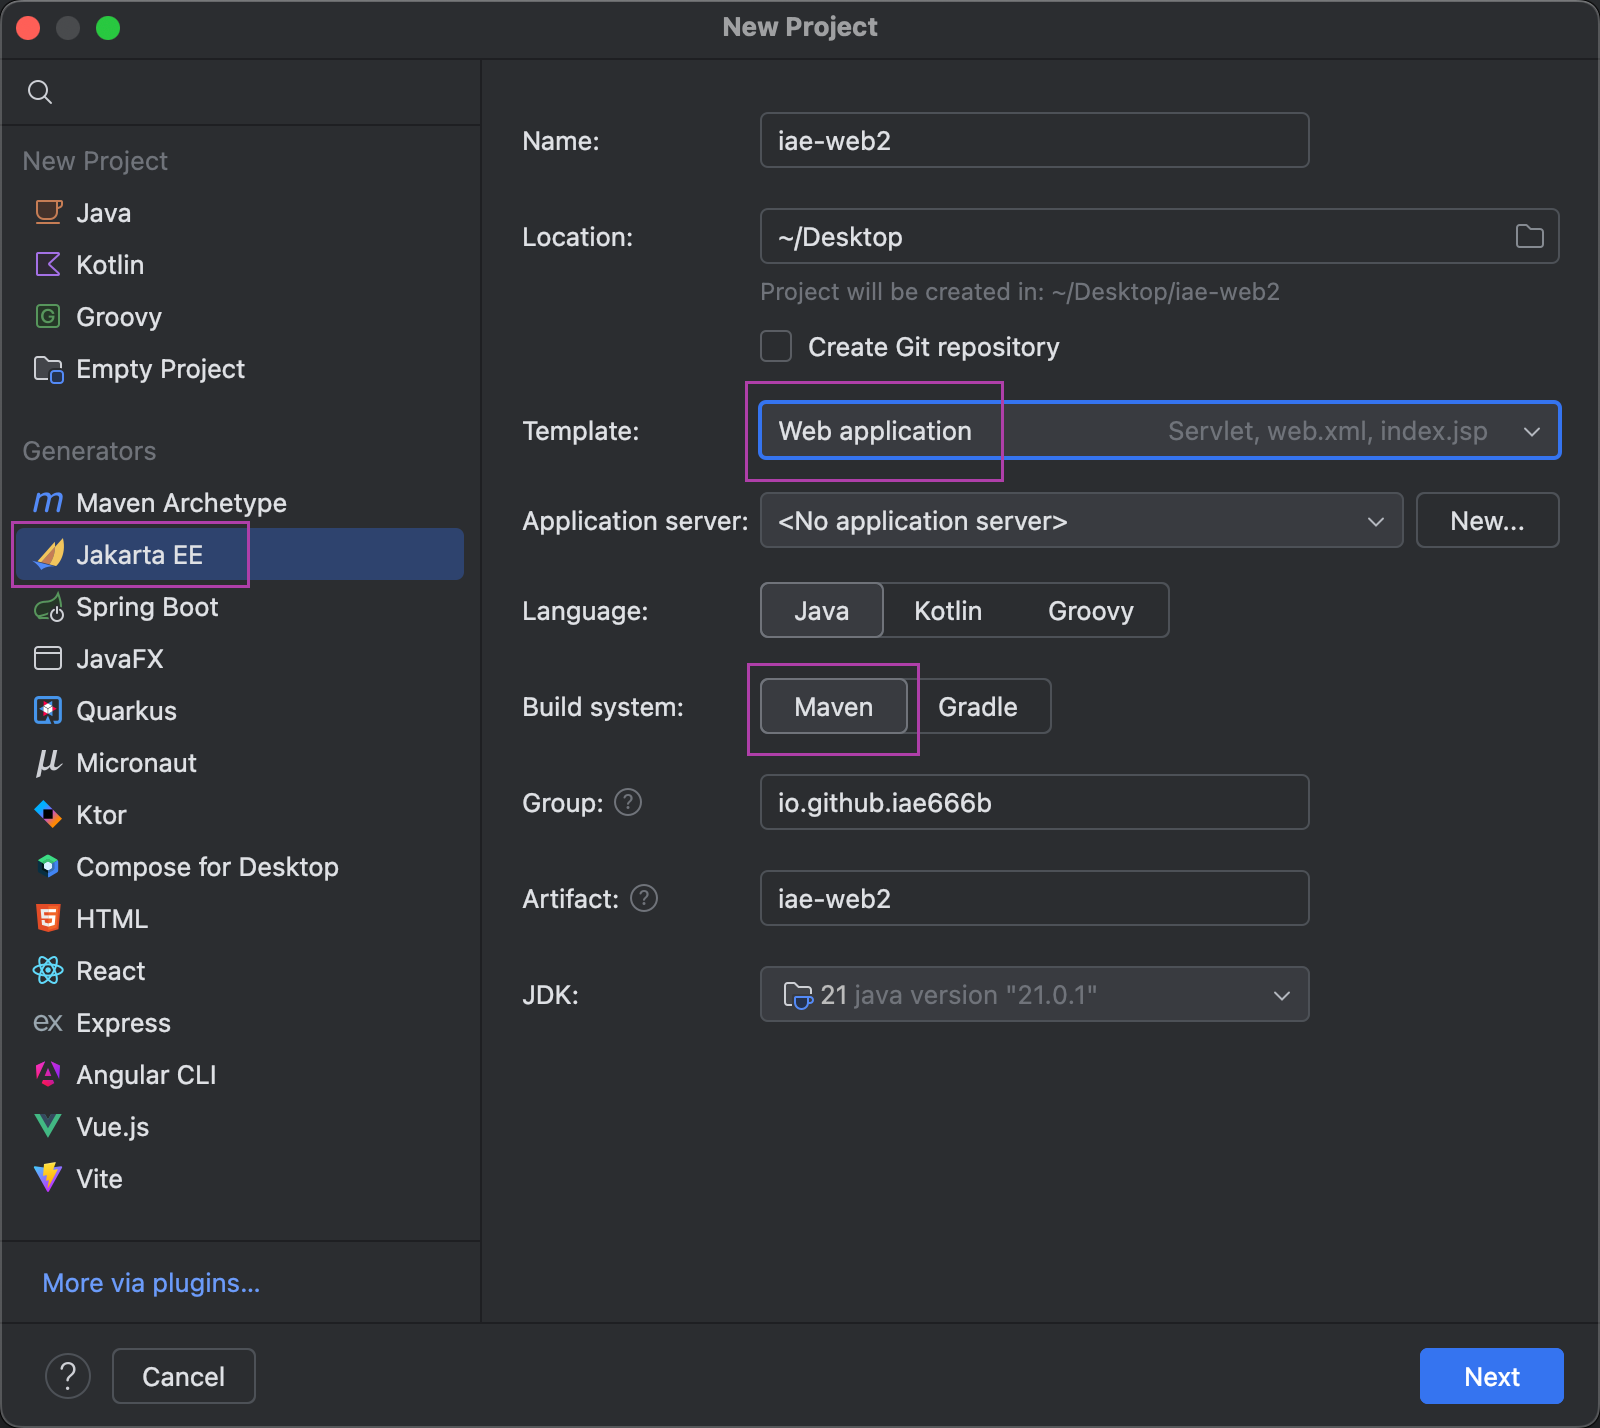 New Project
New Project
Java
Kotlin
G Groovy
Empty Project
Generators
m Maven Archetype
Jakarta EE
Spring Boot
JavaFX
Quarkus
μ Micronaut
Ktor
Compose for Desktop
5 HTML
React
ex Express
A Angular CLI
Vue.js
Vite
More via plugins...
Name: iae-web2
Location: ~/Desktop
Project will be created in: ~/Desktop/iae-web2
Create Git repository
Template: Web application Servlet, web.xml, index.jsp
Application server: <No application server> New...
Language: Java Kotlin Groovy
Build system: Maven Gradle
Group: ? io.github.iae666b
Artifact: ? iae-web2
JDK: 21 java version "21.0.1"
? Cancel Next